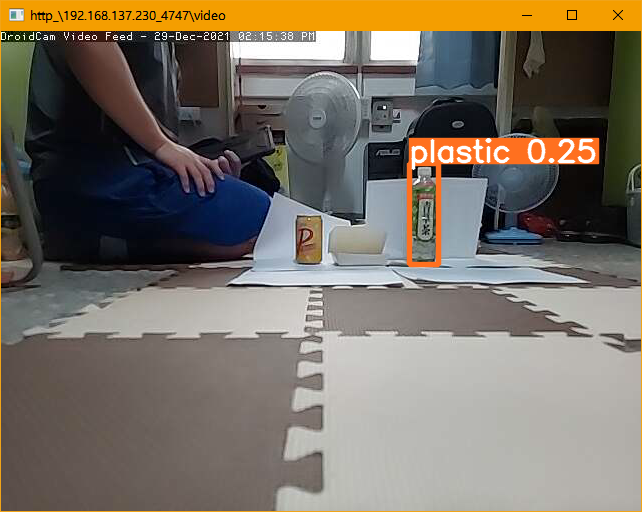 http_\192.168.137.230_4747\video
DroidCam Video Feed - 29-Dec-2021 02:15:38 PM
plastic 0.25
ASUS
P